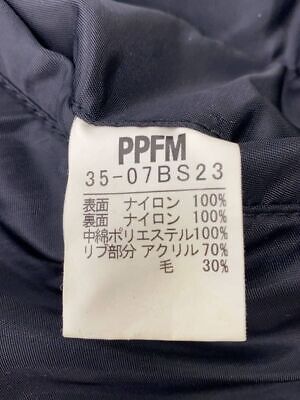 PPFM
35-07BS23
表面 ナイロン 100%
裏面 ナイロン 100%
中綿ポリエステル100%
リブ部分 アクリル 70%
毛 30%